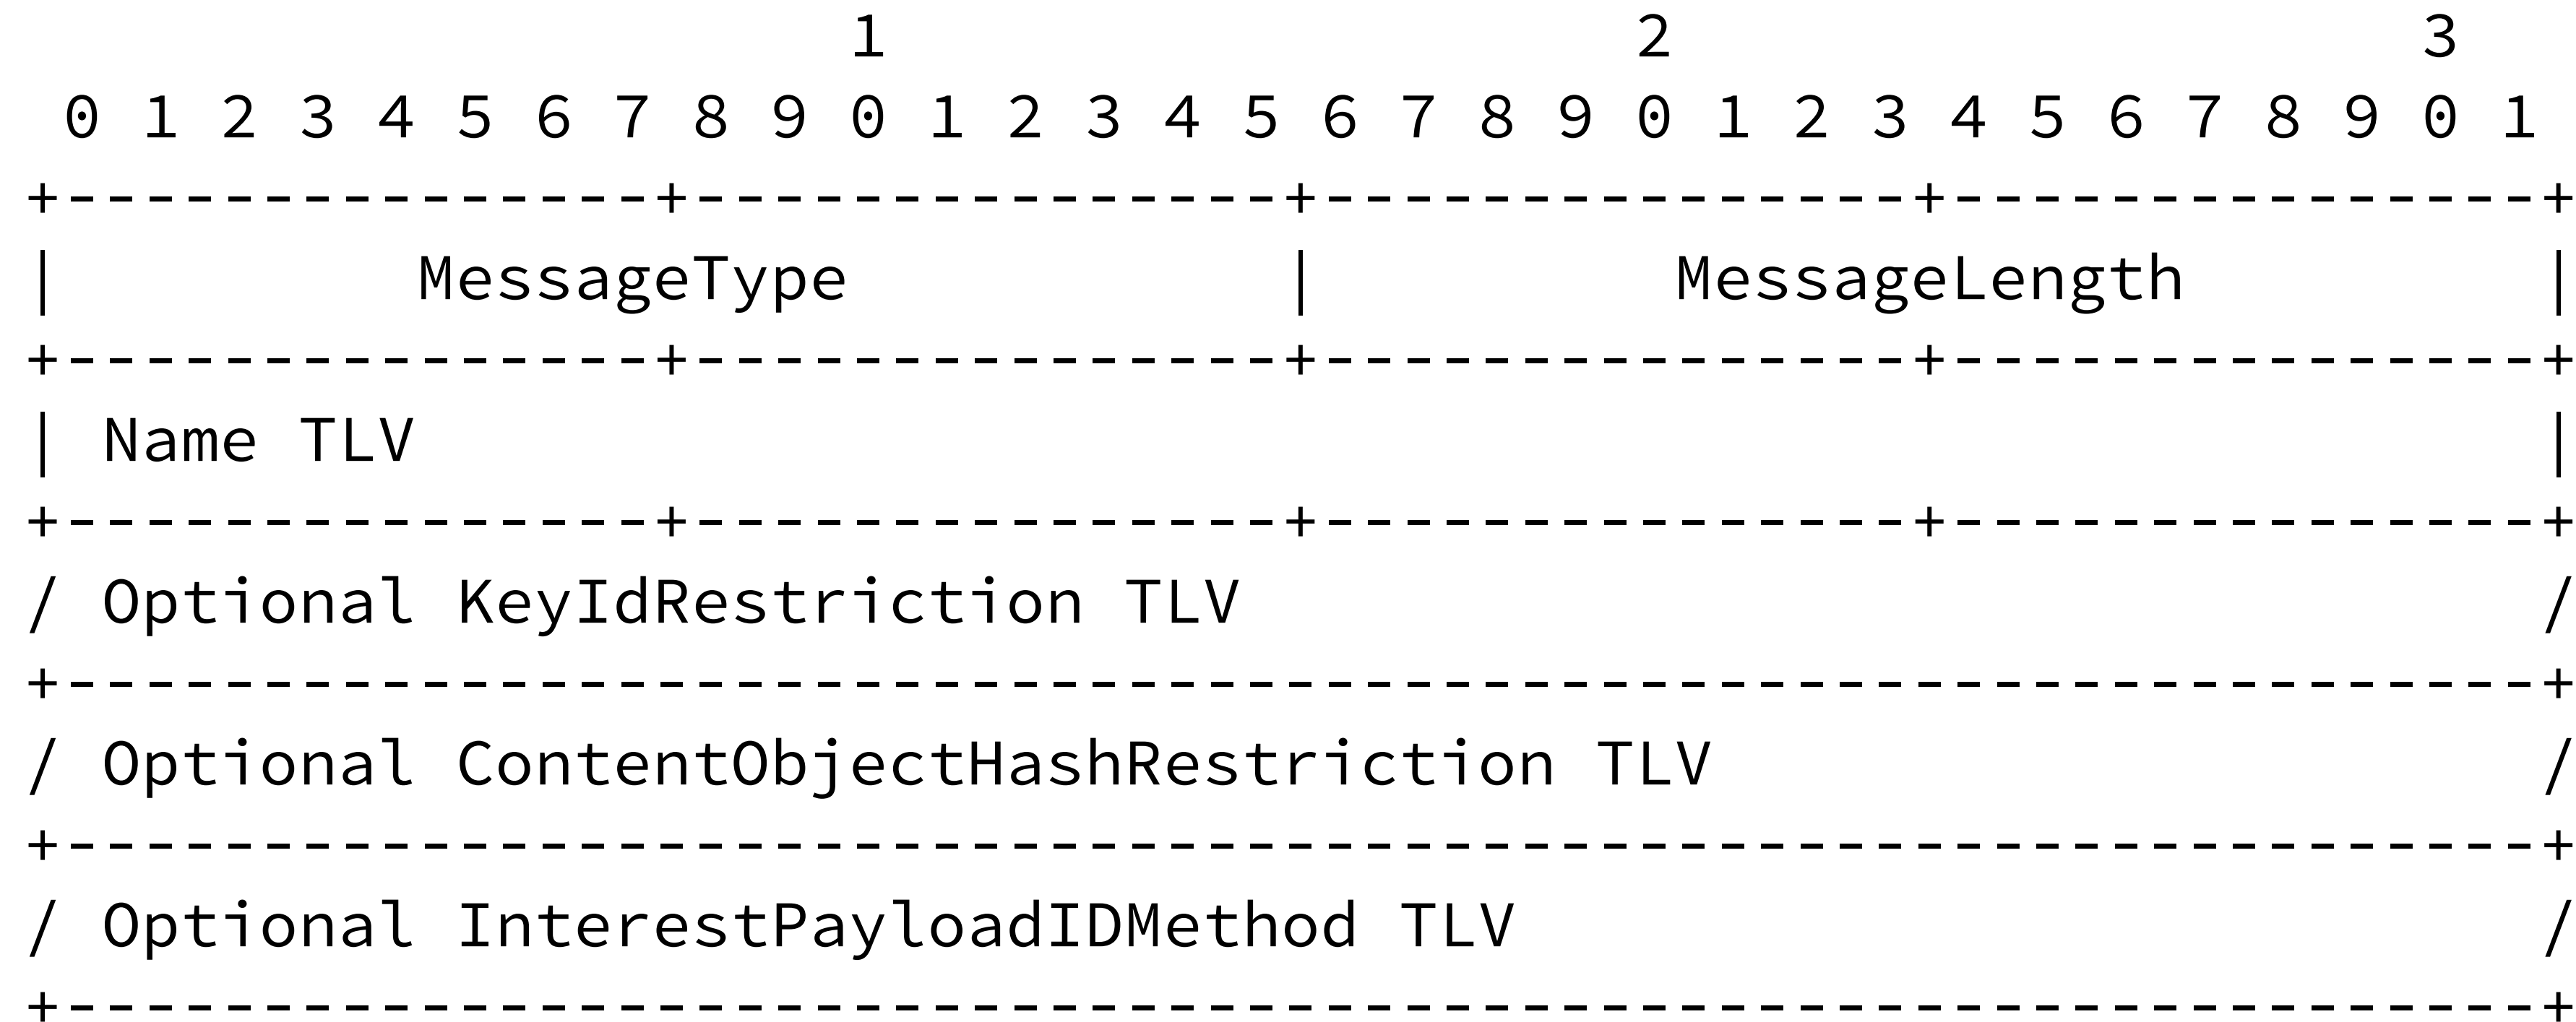 1                   2                   3
 0 1 2 3 4 5 6 7 8 9 0 1 2 3 4 5 6 7 8 9 0 1 2 3 4 5 6 7 8 9 0 1
+---------------+---------------+---------------+---------------+
|         MessageType           |         MessageLength         |
+---------------+---------------+---------------+---------------+
| Name TLV                                                      |
+---------------+---------------+---------------+---------------+
/ Optional KeyIdRestriction TLV                                 /
+---------------------------------------------------------------+
/ Optional ContentObjectHashRestriction TLV                     /
+---------------------------------------------------------------+
/ Optional InterestPayloadIDMethod TLV                          /
+---------------------------------------------------------------+